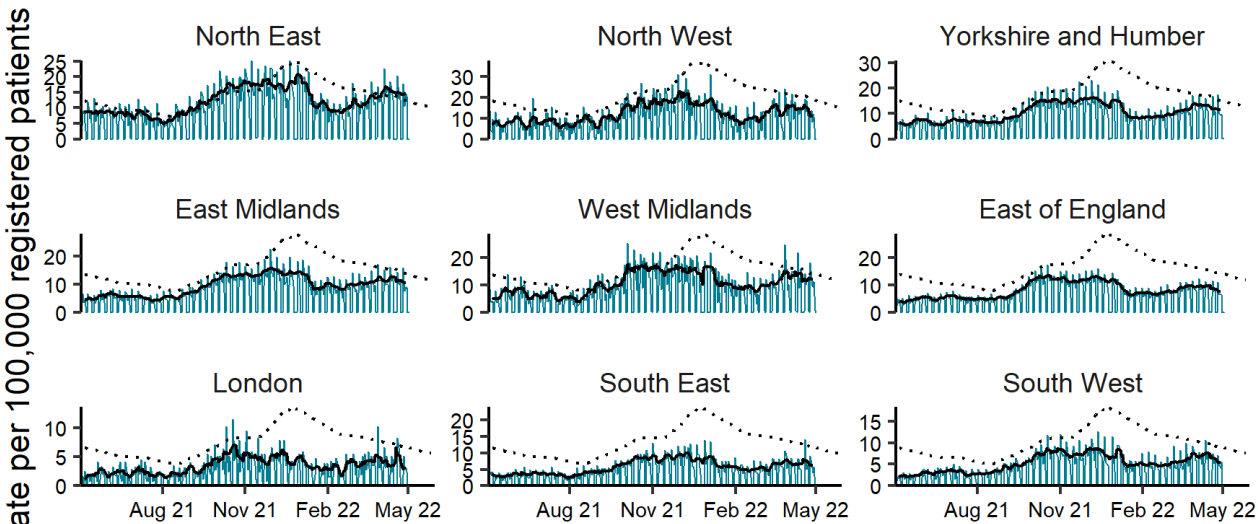 ate per 100,000 registered patients
North East
25
20
15
10
5
0
North West
30
20
10
0
Yorkshire and Humber
30
20
10
0
East Midlands
20
10
0
West Midlands
20
10
0
East of England
20
10
0
London
10
5
0
South East
20
15
10
5
0
South West
15
10
5
0
Aug 21 Nov 21 Feb 22 May 22
Aug 21 Nov 21 Feb 22 May 22
Aug 21 Nov 21 Feb 22 May 22